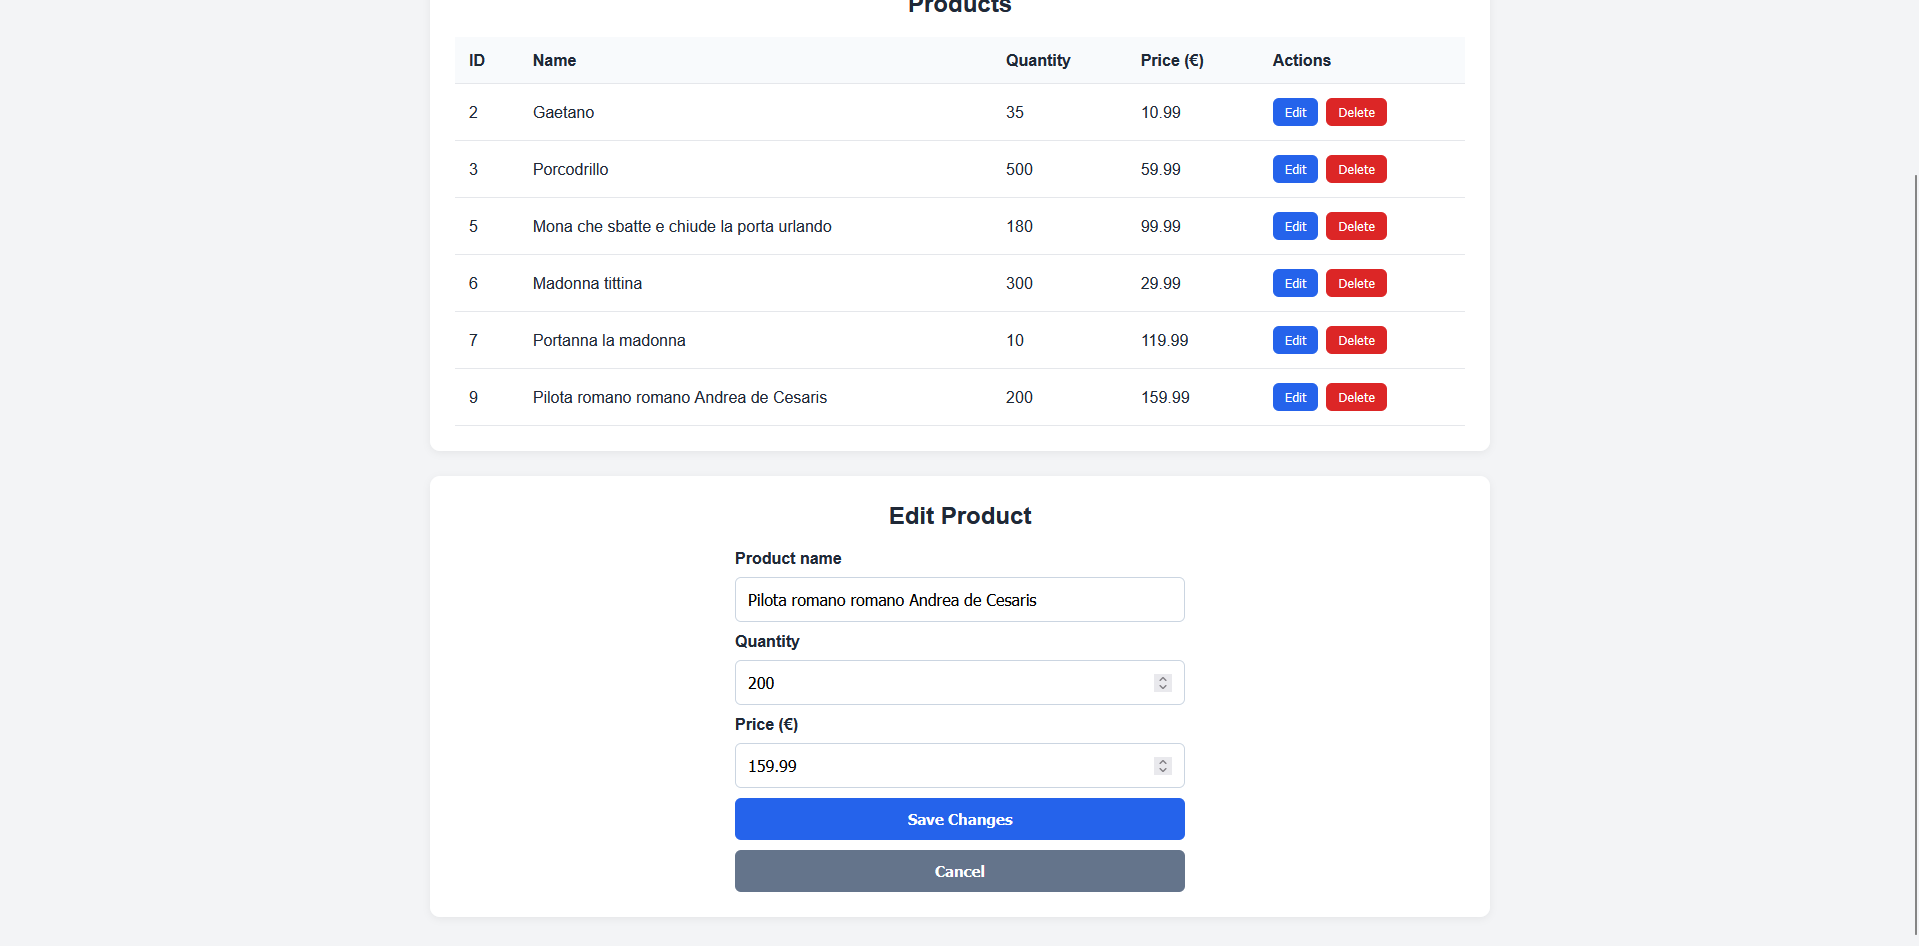 Products
ID Name Quantity Price (€) Actions
2 Gaetano 35 10.99 Edit Delete
3 Porcodrillo 500 59.99 Edit Delete
5 Mona che sbatte e chiude la porta urlando 180 99.99 Edit Delete
6 Madonna tittina 300 29.99 Edit Delete
7 Portanna la madonna 10 119.99 Edit Delete
9 Pilota romano romano Andrea de Cesaris 200 159.99 Edit Delete
Edit Product
Product name
Pilota romano romano Andrea de Cesaris
Quantity
200
Price (€)
159.99
Save Changes
Cancel